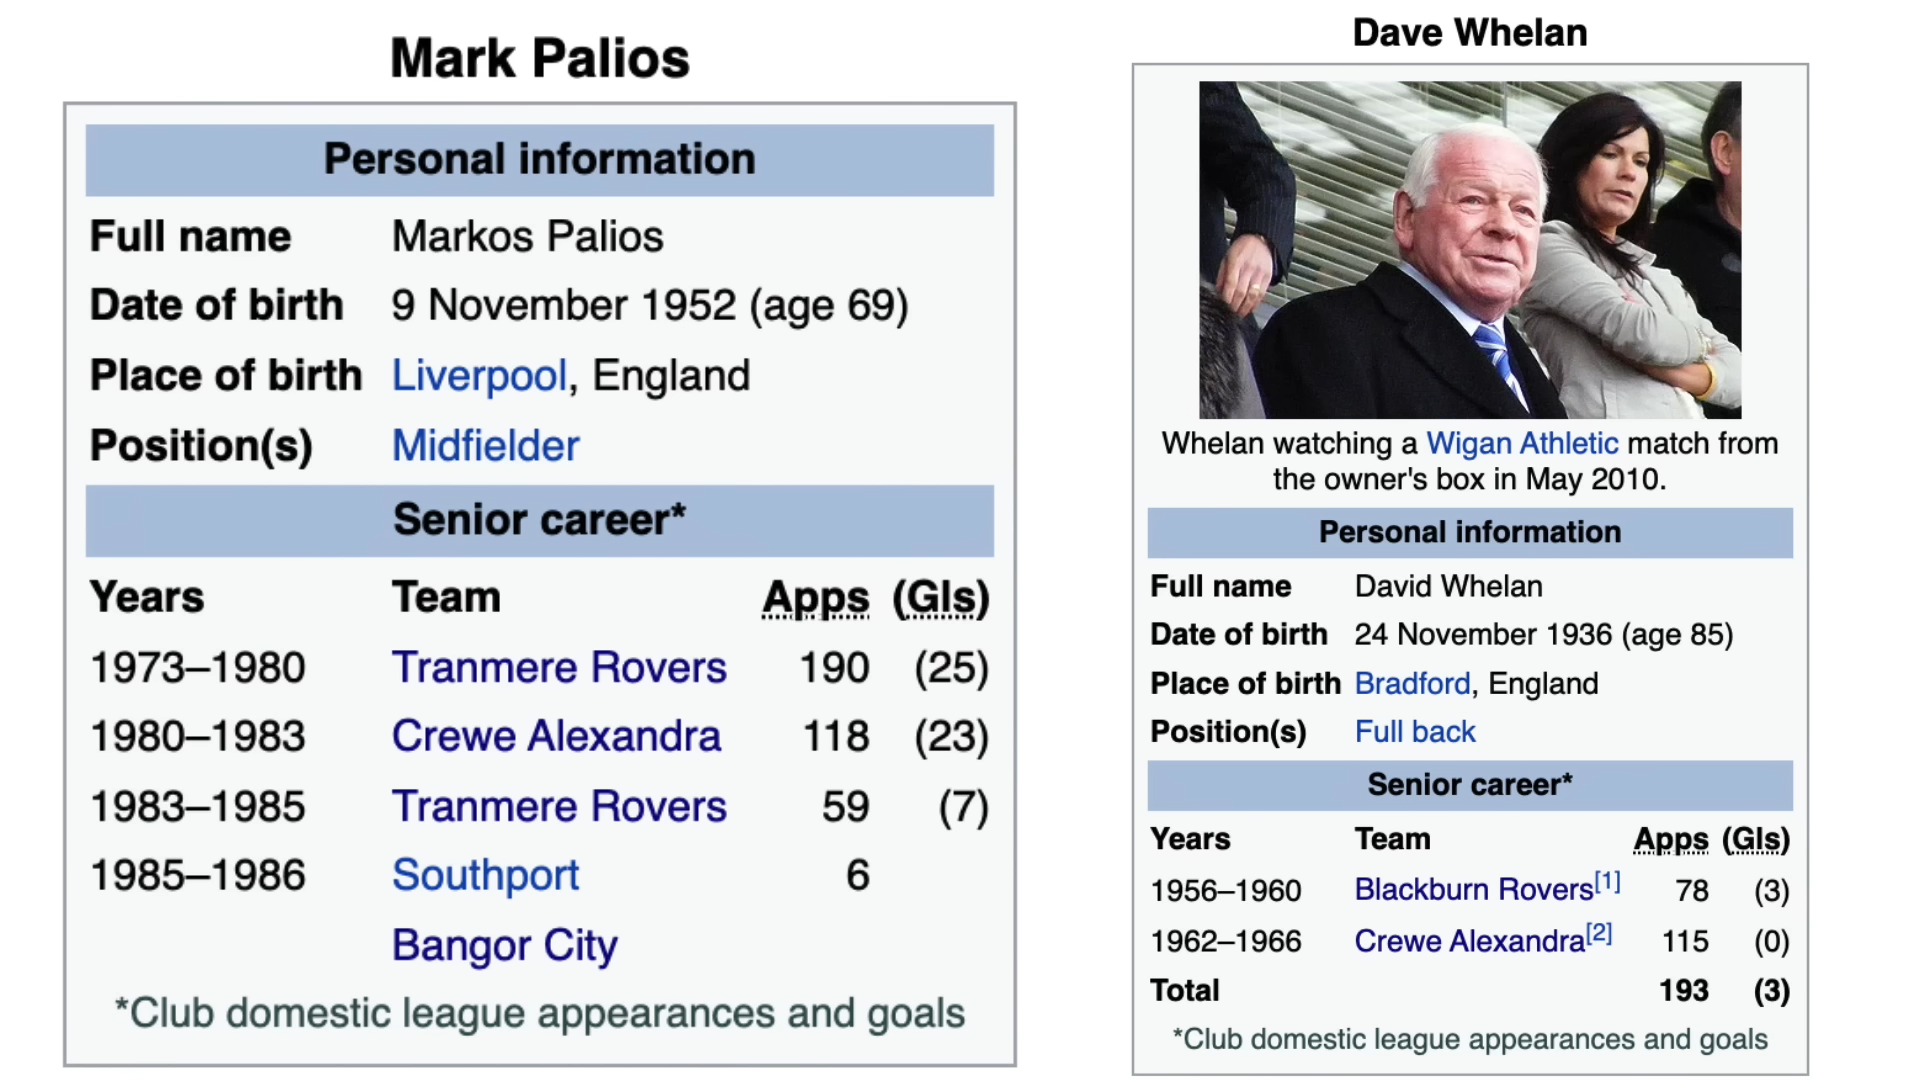 Mark Palios
Personal information
Full name Markos Palios
Date of birth 9 November 1952 (age 69)
Place of birth Liverpool, England
Position(s) Midfielder
Senior career*
Years Team Apps (Gls)
1973–1980 Tranmere Rovers 190 (25)
1980–1983 Crewe Alexandra 118 (23)
1983–1985 Tranmere Rovers 59 (7)
1985–1986 Southport 6
Bangor City
*Club domestic league appearances and goals
Dave Whelan
Whelan watching a Wigan Athletic match from
the owner's box in May 2010.
Personal information
Full name David Whelan
Date of birth 24 November 1936 (age 85)
Place of birth Bradford, England
Position(s) Full back
Senior career*
Years Team Apps (Gls)
1956–1960 Blackburn Rovers[1] 78 (3)
1962–1966 Crewe Alexandra[2] 115 (0)
Total 193 (3)
*Club domestic league appearances and goals